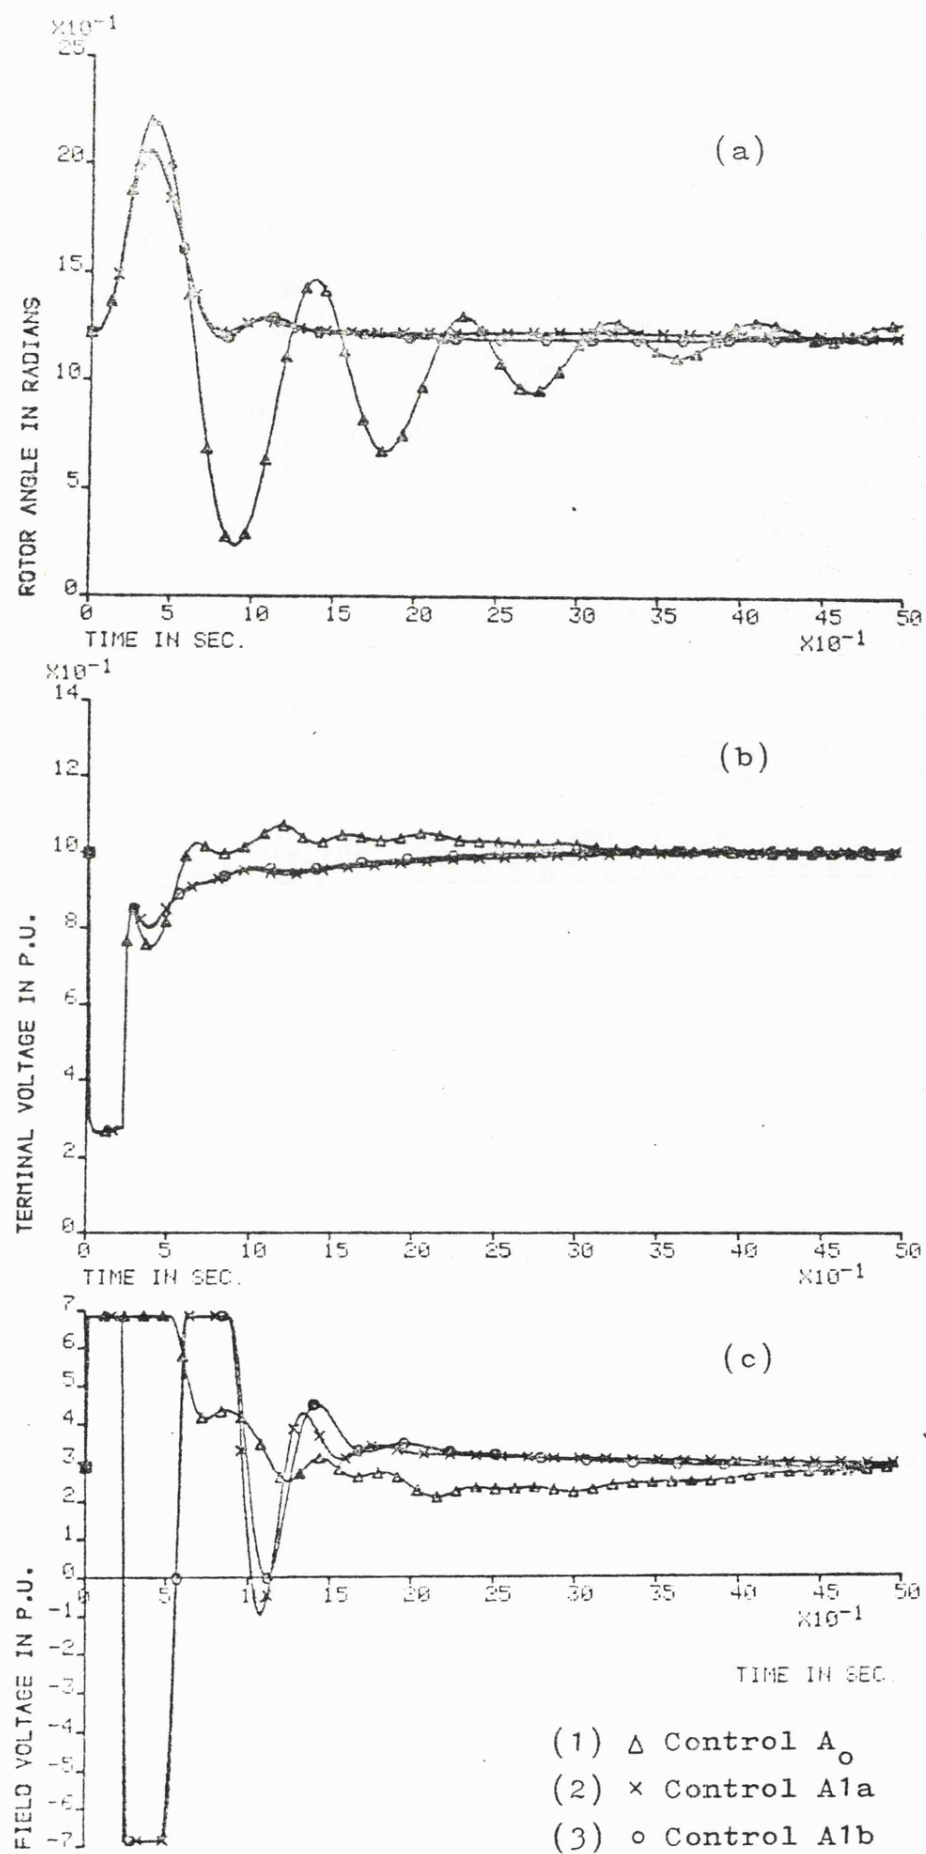 X10⁻¹
25
20
15
10
5
0
ROTOR ANGLE IN RADIANS
(a)
0 5 10 15 20 25 30 35 40 45 50
TIME IN SEC.
X10⁻¹
X10⁻¹
14
12
10
8
6
4
2
0
TERMINAL VOLTAGE IN P.U.
(b)
0 5 10 15 20 25 30 35 40 45 50
TIME IN SEC.
X10⁻¹
7
6
5
4
3
2
1
0
-1
-2
-3
-4
-5
-6
-7
FIELD VOLTAGE IN P.U.
(c)
0 5 10 15 20 25 30 35 40 45 50
X10⁻¹
TIME IN SEC
(1) △ Control A₀
(2) × Control A1a
(3) ○ Control A1b